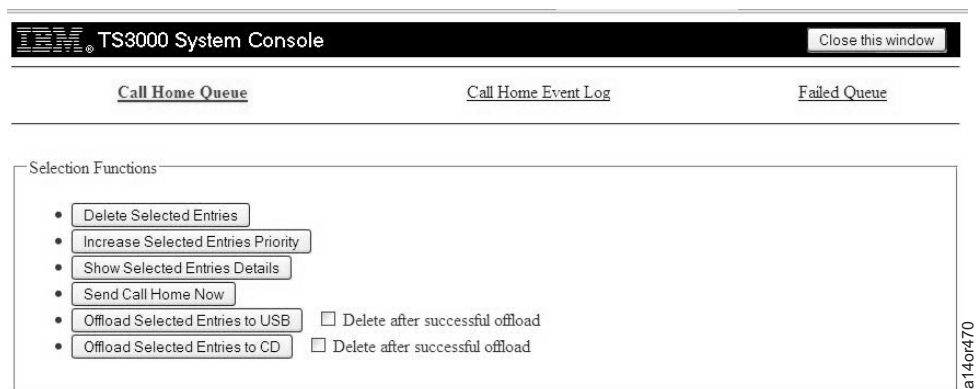 IBM® TS3000 System Console Close this window
Call Home Queue Call Home Event Log Failed Queue
Selection Functions
Delete Selected Entries
Increase Selected Entries Priority
Show Selected Entries Details
Send Call Home Now
Offload Selected Entries to USB Delete after successful offload
Offload Selected Entries to CD Delete after successful offload
a14or470